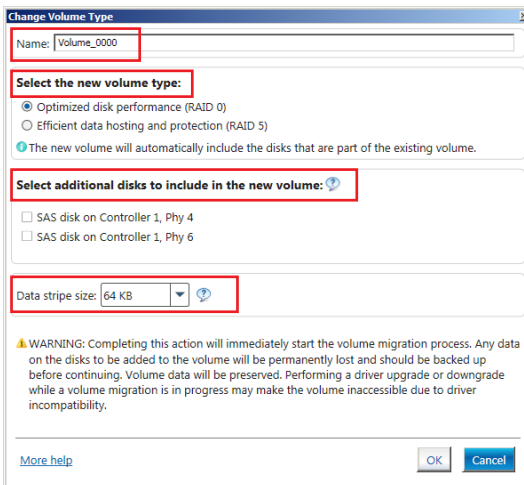 Change Volume Type
Name: Volume_0000
Select the new volume type:
Optimized disk performance (RAID 0)
Efficient data hosting and protection (RAID 5)
The new volume will automatically include the disks that are part of the existing volume.
Select additional disks to include in the new volume:
SAS disk on Controller 1, Phy 4
SAS disk on Controller 1, Phy 6
Data stripe size: 64 KB
WARNING: Completing this action will immediately start the volume migration process. Any data
on the disks to be added to the volume will be permanently lost and should be backed up
before continuing. Volume data will be preserved. Performing a driver upgrade or downgrade
while a volume migration is in progress may make the volume inaccessible due to driver
incompatibility.
More help
OK
Cancel